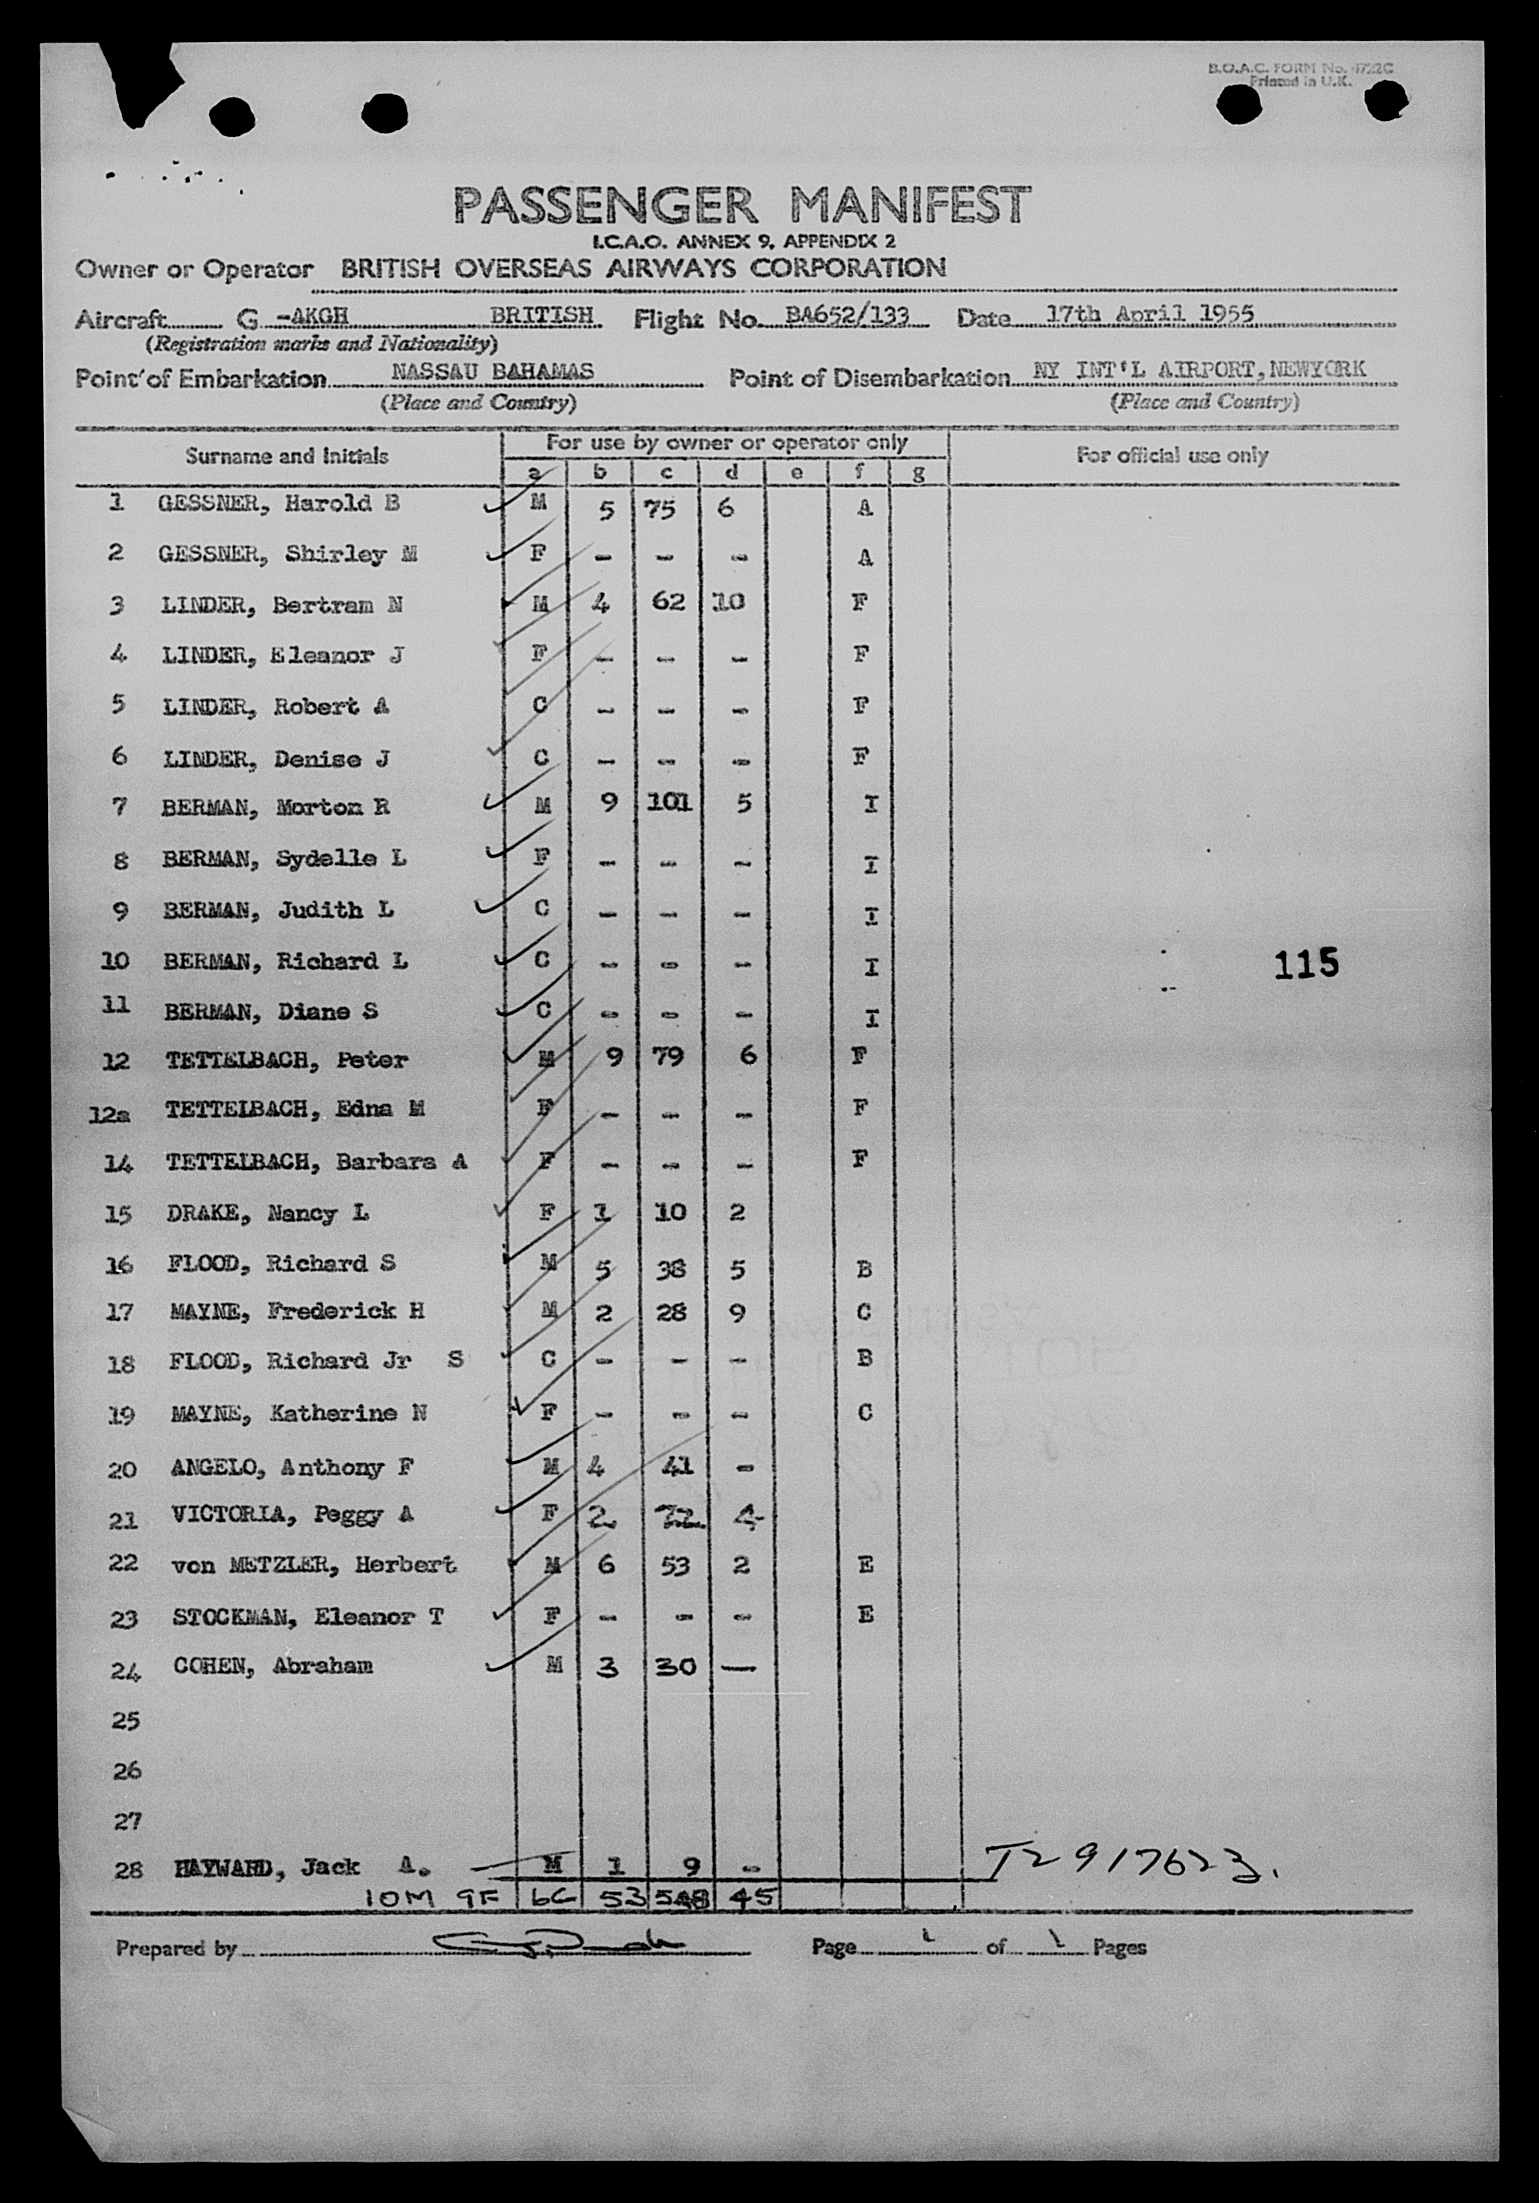 B.O.A.C. FORM No. 4722C
Printed in U.K.
PASSENGER MANIFEST
I.C.A.O. ANNEX 9, APPENDIX 2
Owner or Operator BRITISH OVERSEAS AIRWAYS CORPORATION
Aircraft G -AKGH BRITISH Flight No. BA652/133 Date 17th April 1955
(Registration marks and Nationality)
Point of Embarkation NASSAU BAHAMAS Point of Disembarkation NY INT'L AIRPORT, NEWYORK
(Place and Country) (Place and Country)
Surname and Initials For use by owner or operator only For official use only
a b c d e f g
1 GESSNER, Harold B M 5 75 6 A
2 GESSNER, Shirley M F - - - A
3 LINDER, Bertram N M 4 62 10 F
4 LINDER, Eleanor J F - - - F
5 LINDER, Robert A C - - - F
6 LINDER, Denise J C - - - F
7 BERMAN, Morton R M 9 101 5 I
8 BERMAN, Sydelle L F - - - I
9 BERMAN, Judith L C - - - I
10 BERMAN, Richard L C - - - I
115
11 BERMAN, Diane S C - - - I
12 TETTELBACH, Peter M 9 79 6 F
12a TETTELBACH, Edna M F - - - F
14 TETTELBACH, Barbara A F - - - F
15 DRAKE, Nancy L F 1 10 2
16 FLOOD, Richard S M 5 38 5 B
17 MAYNE, Frederick H M 2 28 9 C
18 FLOOD, Richard Jr S C - - - B
19 MAYNE, Katherine N F - - - C
20 ANGELO, Anthony F M 4 41 -
21 VICTORIA, Peggy A F 2 4
22 von METZLER, Herbert M 6 53 2 E
23 STOCKMAN, Eleanor T F - - - E
24 COHEN, Abraham M 3 30 -
25
26
27
28 HAYWARD, Jack A. M 1 9 - T2917623.
10M 9F 6C 53 45
Prepared by Page 1 of 1 Pages